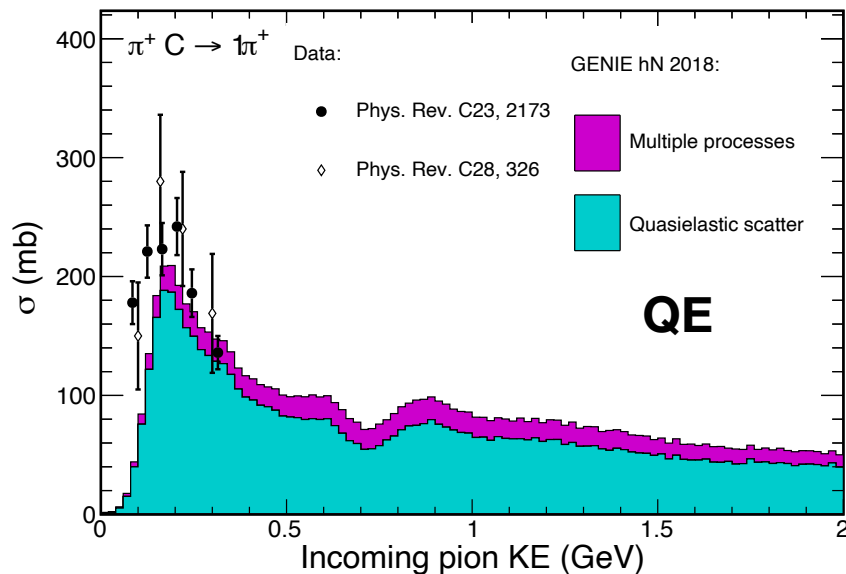 π⁺ C → 1π⁺
Data:
Phys. Rev. C23, 2173
Phys. Rev. C28, 326
GENIE hN 2018:
Multiple processes
Quasielastic scatter
QE
σ (mb)
400
300
200
100
0
0 0.5 1 1.5 2
Incoming pion KE (GeV)